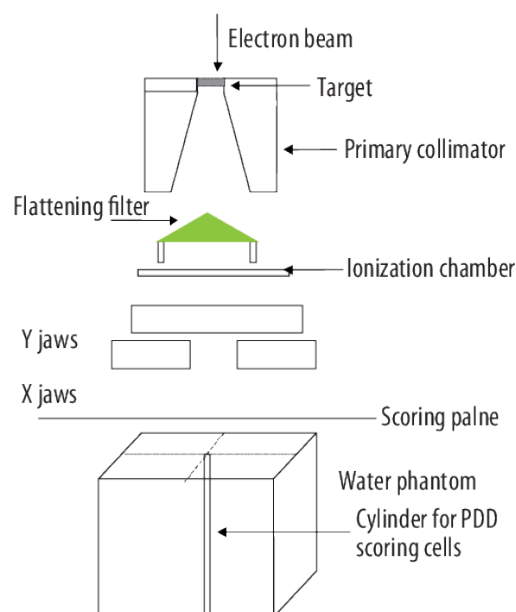 Electron beam
Target
Primary collimator
Flattening filter
Ionization chamber
Y jaws
X jaws
Scoring palne
Water phantom
Cylinder for PDD
scoring cells